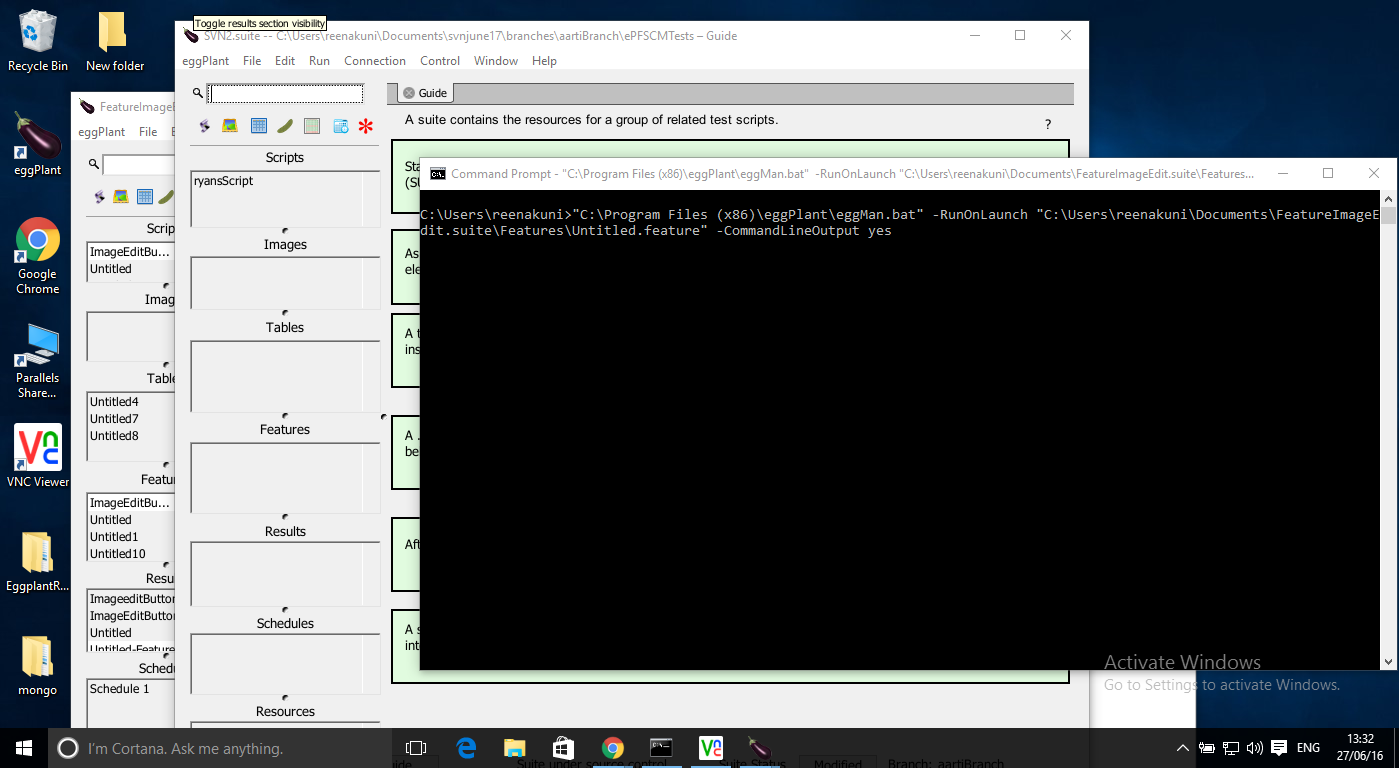 Recycle Bin
New folder
eggPlant
Google
Chrome
Parallels
Share...
VNC Viewer
EggplantR...
mongo
FeatureImageE
eggPlant File E
Scrip
ImageEditBu...
Untitled
Imag
Table
Untitled4
Untitled7
Untitled8
Featur
ImageEditBu...
Untitled
Untitled1
Untitled10
Resu
ImageeditButton
ImageEditButton
Untitled
Untitled-Feature
Sched
Schedule 1
Toggle results section visibility
SVN2.suite -- C:\Users\reenakuni\Documents\svnjune17\branches\aartiBranch\ePFSCMTests – Guide
eggPlant File Edit Run Connection Control Window Help
Guide
A suite contains the resources for a group of related test scripts.
?
Scripts
ryansScript
Images
Tables
Features
Results
Schedules
Resources
Sta
(SU
As
ele
A t
ins
A .
be
Aft
A s
int
Command Prompt - "C:\Program Files (x86)\eggPlant\eggMan.bat" -RunOnLaunch "C:\Users\reenakuni\Documents\FeatureImageEdit.suite\Features...
C:\Users\reenakuni>"C:\Program Files (x86)\eggPlant\eggMan.bat" -RunOnLaunch "C:\Users\reenakuni\Documents\FeatureImageE
dit.suite\Features\Untitled.feature" -CommandLineOutput yes
Activate Windows
Go to Settings to activate Windows.
I'm Cortana. Ask me anything.
Suite under source control
Suite Status
Modified
Branch: aartiBranch
ENG
13:32
27/06/16